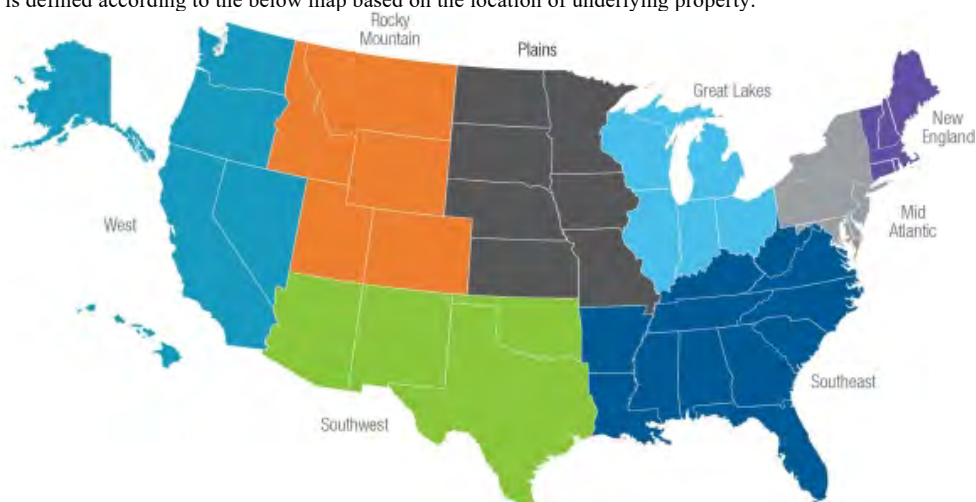 is defined according to the below map based on the location of underlying property.
Rocky
Mountain
Plains
Great Lakes
New
England
West
Mid
Atlantic
Southeast
Southwest